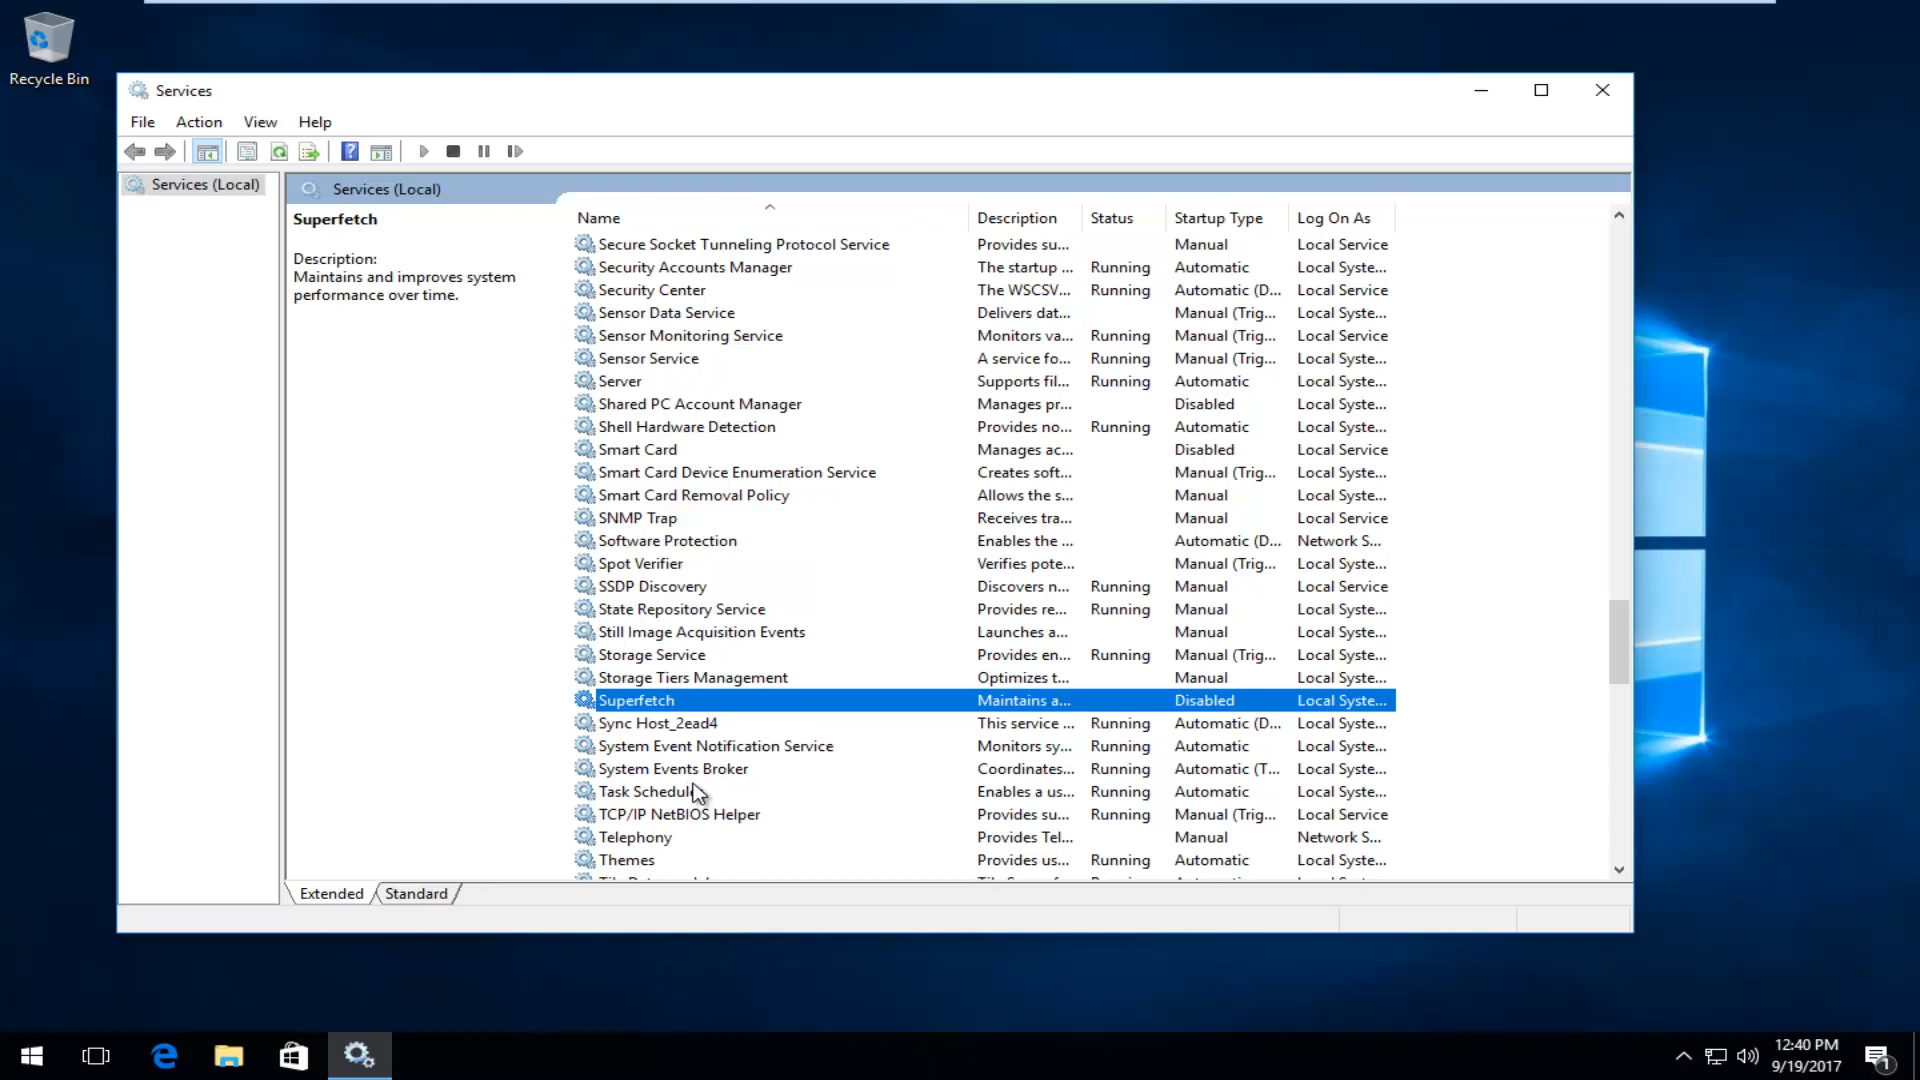 Recycle Bin
Services
File Action View Help
Services (Local)
Services (Local)
Superfetch
Description:
Maintains and improves system
performance over time.
Name Description Status Startup Type Log On As
Secure Socket Tunneling Protocol Service Provides su... Manual Local Service
Security Accounts Manager The startup ... Running Automatic Local Syste...
Security Center The WSCSV... Running Automatic (D... Local Service
Sensor Data Service Delivers dat... Manual (Trig... Local Syste...
Sensor Monitoring Service Monitors va... Running Manual (Trig... Local Service
Sensor Service A service fo... Running Manual (Trig... Local Syste...
Server Supports fil... Running Automatic Local Syste...
Shared PC Account Manager Manages pr... Disabled Local Syste...
Shell Hardware Detection Provides no... Running Automatic Local Syste...
Smart Card Manages ac... Disabled Local Service
Smart Card Device Enumeration Service Creates soft... Manual (Trig... Local Syste...
Smart Card Removal Policy Allows the s... Manual Local Syste...
SNMP Trap Receives tra... Manual Local Service
Software Protection Enables the ... Automatic (D... Network S...
Spot Verifier Verifies pote... Manual (Trig... Local Syste...
SSDP Discovery Discovers n... Running Manual Local Service
State Repository Service Provides re... Running Manual Local Syste...
Still Image Acquisition Events Launches a... Manual Local Syste...
Storage Service Provides en... Running Manual (Trig... Local Syste...
Storage Tiers Management Optimizes t... Manual Local Syste...
Superfetch Maintains a... Disabled Local Syste...
Sync Host_2ead4 This service ... Running Automatic (D... Local Syste...
System Event Notification Service Monitors sy... Running Automatic Local Syste...
System Events Broker Coordinates... Running Automatic (T... Local Syste...
Task Schedule Enables a us... Running Automatic Local Syste...
TCP/IP NetBIOS Helper Provides su... Running Manual (Trig... Local Service
Telephony Provides Tel... Manual Network S...
Themes Provides us... Running Automatic Local Syste...
Extended Standard
12:40 PM
9/19/2017
1